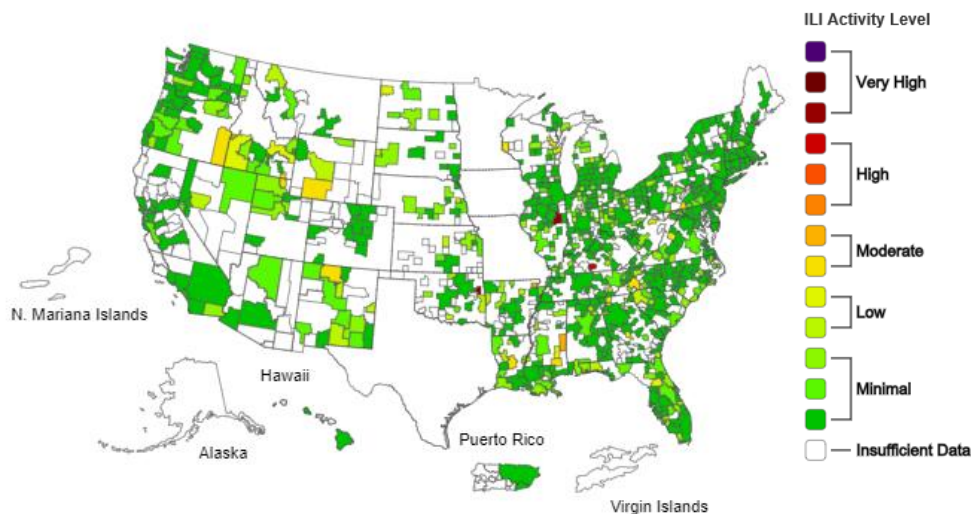 ILI Activity Level
Very High
High
Moderate
Low
Minimal
Insufficient Data
N. Mariana Islands
Hawaii
Alaska
Puerto Rico
Virgin Islands